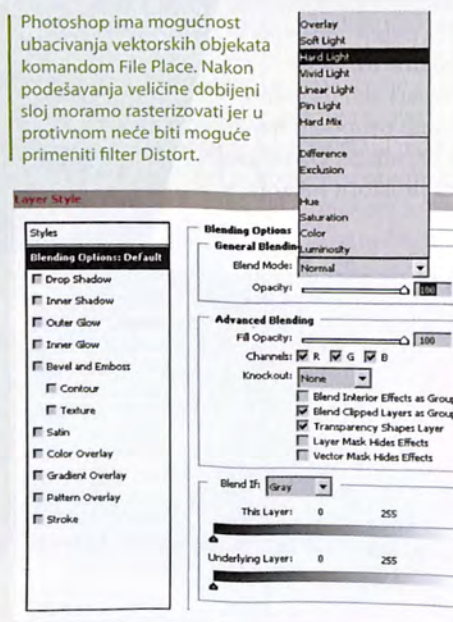 Photoshop ima mogućnost
ubacivanja vektorskih objekata
komandom File Place. Nakon
podešavanja veličine dobijeni
sloj moramo rasterizovati jer u
protivnom neće biti moguće
primeniti filter Distort.
Overlay
Soft Light
Hard Light
Vivid Light
Linear Light
Pin Light
Hard Mix
Difference
Exclusion
Hue
Saturation
Color
Luminosity
Layer Style
Styles
Blending Options: Default
Drop Shadow
Inner Shadow
Outer Glow
Inner Glow
Bevel and Emboss
Contour
Texture
Satin
Color Overlay
Gradient Overlay
Pattern Overlay
Stroke
Blending Options
General Blending
Blend Mode: Normal
Opacity: 100
Advanced Blending
Fill Opacity: 100
Channels: R G B
Knockout: None
Blend Interior Effects as Group
Blend Clipped Layers as Group
Transparency Shapes Layer
Layer Mask Hides Effects
Vector Mask Hides Effects
Blend If: Gray
This Layer: 0 255
Underlying Layer: 0 255